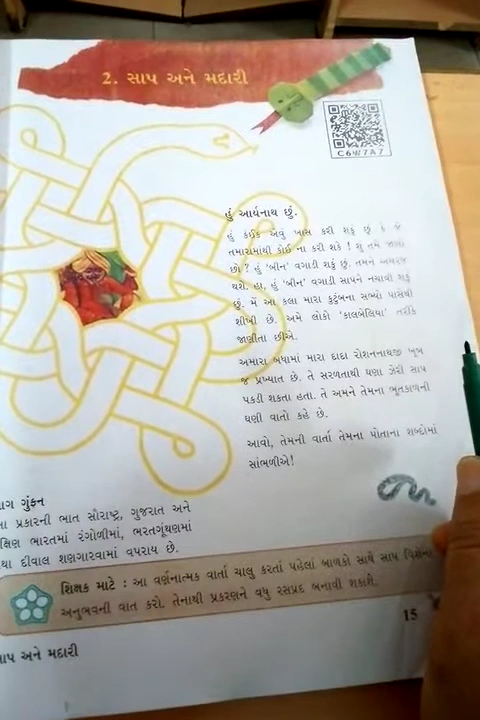 2. સાપ અને મદારી
C6W7A7
હું આર્યનાથ છું.
હું કંઈક એવું ખાસ કરી શકું છું કે જે
તમારામાંથી કોઈ ના કરી શકે ! શું તમે જાણો
છો ? હું ‘બીન’ વગાડી શકું છું. તમને અચરજ
થશે. હા, હું ‘બીન’ વગાડી સાપને નચાવી શકું
છું. મેં આ કલા મારા કુટુંબના સભ્યો પાસેથી
શીખી છે. અમે લોકો ‘કાલબેલિયા’ તરીકે
જાણીતા છીએ.
અમારા બધામાં મારા દાદા રોશનનાથજી ખૂબ
જ પ્રખ્યાત છે. તે સરળતાથી ઘણા ઝેરી સાપ
પકડી શકતા હતા. તે અમને તેમના ભૂતકાળની
ઘણી વાતો કહે છે.
આવો, તેમની વાર્તા તેમના પોતાના શબ્દોમાં
સાંભળીએ!
ગુંફન
પ્રકારની ભાત સૌરાષ્ટ્ર, ગુજરાત અને
ભારતમાં રંગોળીમાં, ભરતગૂંથણમાં
દીવાલ શણગારવામાં વપરાય છે.
શિક્ષક માટે : આ વર્ણનાત્મક વાર્તા ચાલુ કરતાં પહેલાં બાળકો સાથે સાપ
અનુભવની વાત કરો. તેનાથી પ્રકરણને વધુ રસપ્રદ બનાવી શકાશે.
15
અને મદારી